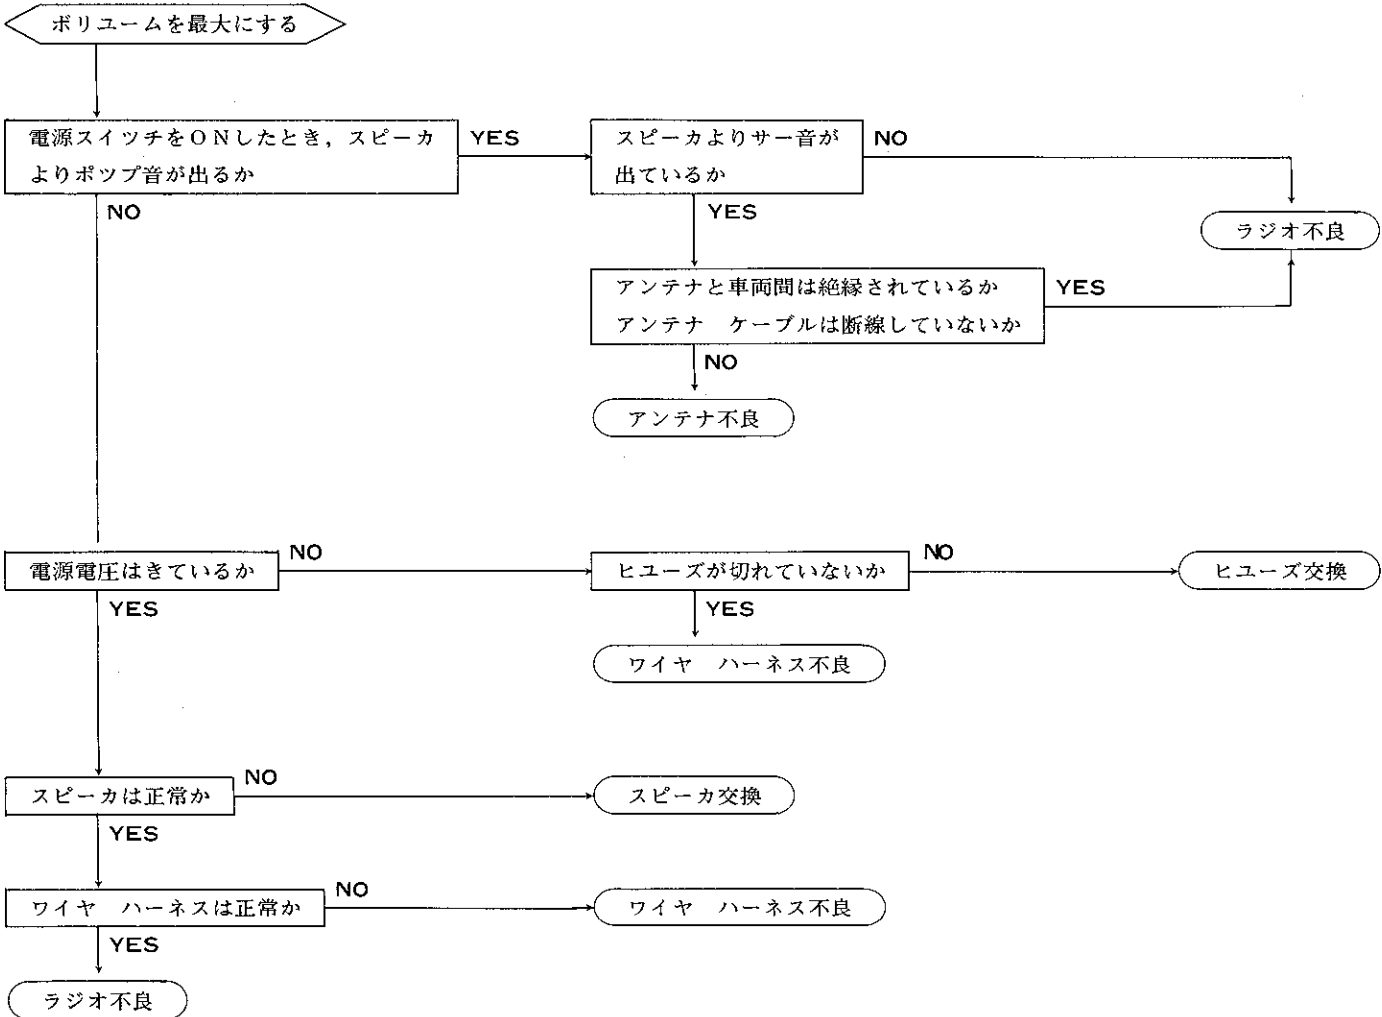 ボリユームを最大にする
電源スイツチをONしたとき，スピーカ
よりポツプ音が出るか
YES
スピーカよりサー音が
出ているか
NO
NO
YES
ラジオ不良
アンテナと車両間は絶縁されているか
アンテナ　ケーブルは断線していないか
YES
NO
アンテナ不良
電源電圧はきているか
NO
ヒユーズが切れていないか
NO
ヒユーズ交換
YES
YES
ワイヤ　ハーネス不良
スピーカは正常か
NO
スピーカ交換
YES
ワイヤ　ハーネスは正常か
NO
ワイヤ　ハーネス不良
YES
ラジオ不良